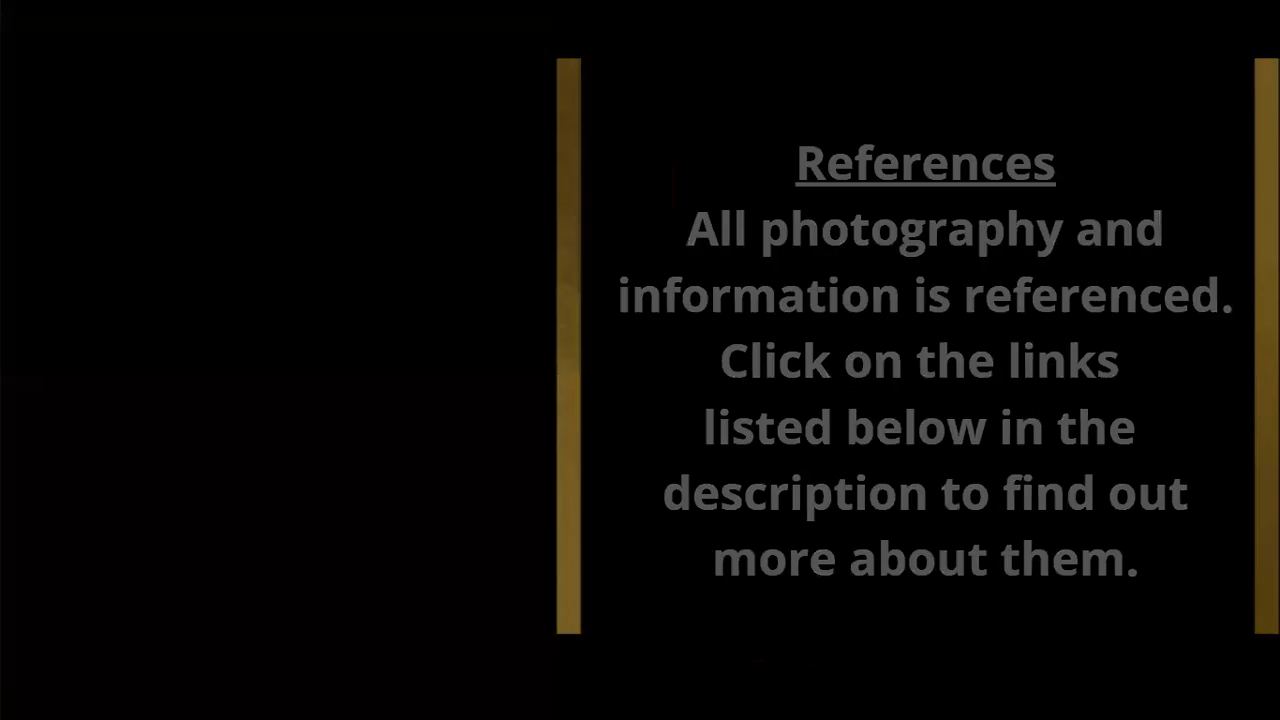 References
All photography and
information is referenced.
Click on the links
listed below in the
description to find out
more about them.